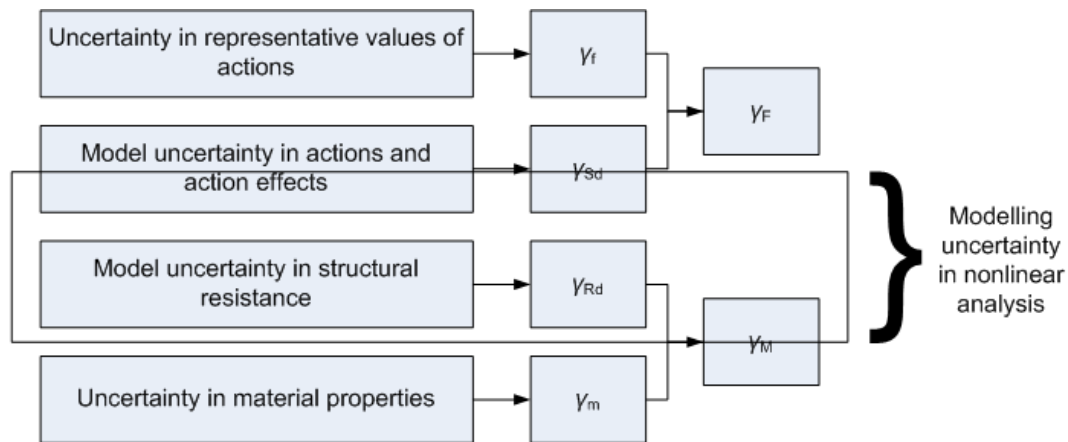 Uncertainty in representative values of
actions
γf
γF
Model uncertainty in actions and
action effects
γSd
Model uncertainty in structural
resistance
γRd
γM
Uncertainty in material properties
γm
Modelling
uncertainty
in nonlinear
analysis